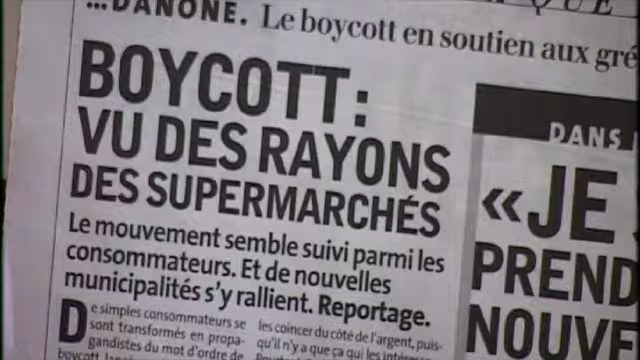 ...DANONE. Le boycott en soutien aux gré
BOYCOTT :
VU DES RAYONS
DES SUPERMARCHÉS
Le mouvement semble suivi parmi les
consommateurs. Et de nouvelles
municipalités s'y rallient. Reportage.
De simples consommateurs se
sont transformés en propa-
gandistes du mot d'ordre de
les coincer du côté de l'argent, puis-
qu'il n'y a que ça qui les intéresse
DANS
«JE
PREND
NOUVE